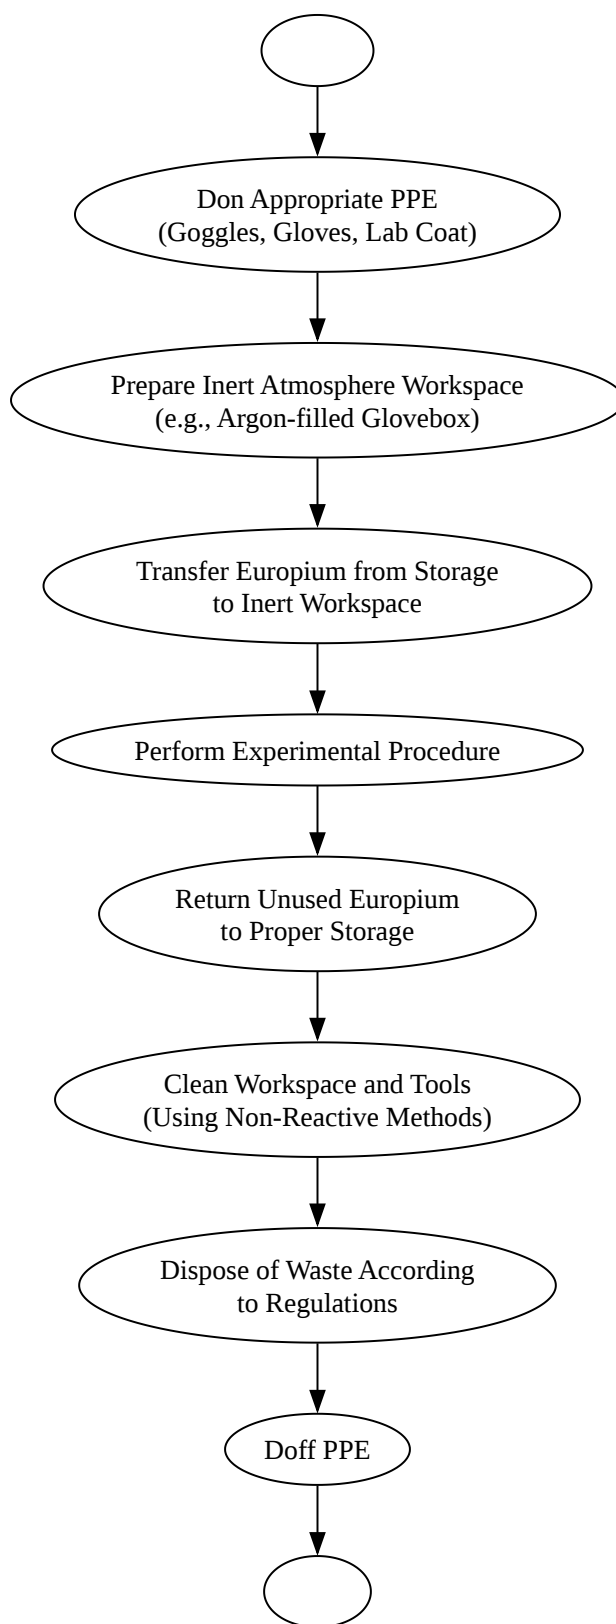 Don Appropriate PPE
(Goggles, Gloves, Lab Coat)
Prepare Inert Atmosphere Workspace
(e.g., Argon-filled Glovebox)
Transfer Europium from Storage
to Inert Workspace
Perform Experimental Procedure
Return Unused Europium
to Proper Storage
Clean Workspace and Tools
(Using Non-Reactive Methods)
Dispose of Waste According
to Regulations
Doff PPE